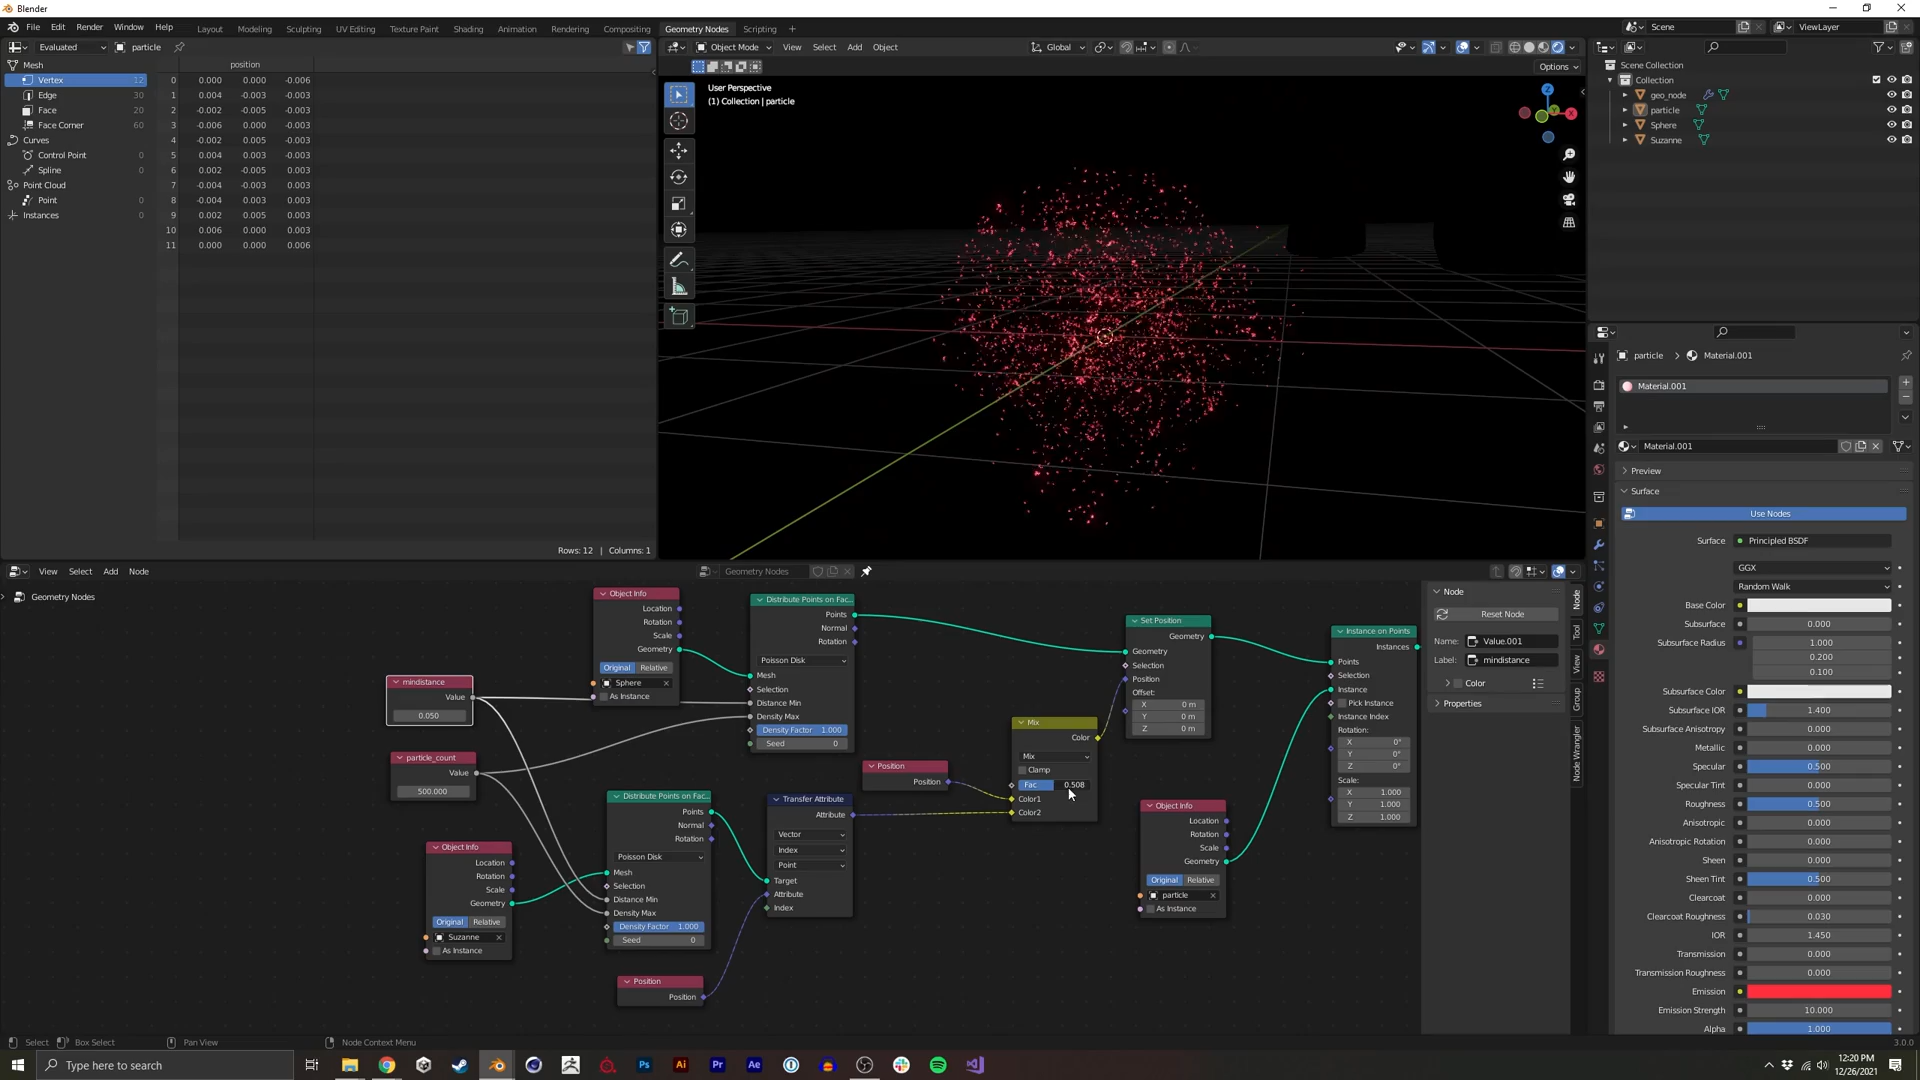 Blender
File Edit Render Window Help
Layout Modeling Sculpting UV Editing Texture Paint Shading Animation Rendering Compositing Geometry Nodes Scripting +
Scene
ViewLayer
Evaluated
particle
Mesh
Vertex 12
Edge 30
Face 20
Face Corner 60
Curves
Control Point 0
Spline 0
Point Cloud
Point 0
Instances 0
position
0 0.000 0.000 -0.006
1 0.004 -0.003 -0.003
2 -0.002 -0.005 -0.003
3 -0.006 0.000 -0.003
4 -0.002 0.005 -0.003
5 0.004 0.003 -0.003
6 0.002 -0.005 0.003
7 -0.004 -0.003 0.003
8 -0.004 0.003 0.003
9 0.002 0.005 0.003
10 0.006 0.000 0.003
11 0.000 0.000 0.006
Rows: 12 | Columns: 1
Object Mode View Select Add Object
Global
Options
User Perspective
(1) Collection | particle
Z
Y
X
Scene Collection
Collection
geo_node
particle
Sphere
Suzanne
particle > Material.001
Material.001
Material.001
Preview
Surface
Use Nodes
Surface Principled BSDF
GGX
Random Walk
Base Color
Subsurface 0.000
Subsurface Radius 1.000
0.200
0.100
Subsurface Color
Subsurface IOR 1.400
Subsurface Anisotropy 0.000
Metallic 0.000
Specular 0.500
Specular Tint 0.000
Roughness 0.500
Anisotropic 0.000
Anisotropic Rotation 0.000
Sheen 0.000
Sheen Tint 0.500
Clearcoat 0.000
Clearcoat Roughness 0.030
IOR 1.450
Transmission 0.000
Transmission Roughness 0.000
Emission
Emission Strength 10.000
Alpha 1.000
View Select Add Node
Geometry Nodes
Geometry Nodes
mindistance
Value
0.050
particle_count
Value
500.000
Object Info
Location
Rotation
Scale
Geometry
Original Relative
Sphere
As Instance
Distribute Points on Fac...
Points
Normal
Rotation
Poisson Disk
Mesh
Selection
Distance Min
Density Max
Density Factor 1.000
Seed 0
Object Info
Location
Rotation
Scale
Geometry
Original Relative
Suzanne
As Instance
Distribute Points on Fac...
Points
Normal
Rotation
Poisson Disk
Mesh
Selection
Distance Min
Density Max
Density Factor 1.000
Seed 0
Position
Position
Transfer Attribute
Attribute
Vector
Index
Point
Target
Attribute
Index
Position
Position
Mix
Color
Mix
Clamp
Fac 0.508
Color1
Color2
Set Position
Geometry
Geometry
Selection
Position
Offset:
X 0 m
Y 0 m
Z 0 m
Object Info
Location
Rotation
Scale
Geometry
Original Relative
particle
As Instance
Instance on Points
Instances
Points
Selection
Instance
Pick Instance
Instance Index
Rotation:
X 0°
Y 0°
Z 0°
Scale:
X 1.000
Y 1.000
Z 1.000
Node
Reset Node
Name: Value.001
Label: mindistance
Color
Properties
Node
Tool
View
Group
Node Wrangler
Select Box Select Pan View Node Context Menu
3.0.0
Type here to search
Ps
Ai
Pr
Ae
12:20 PM
12/26/2021